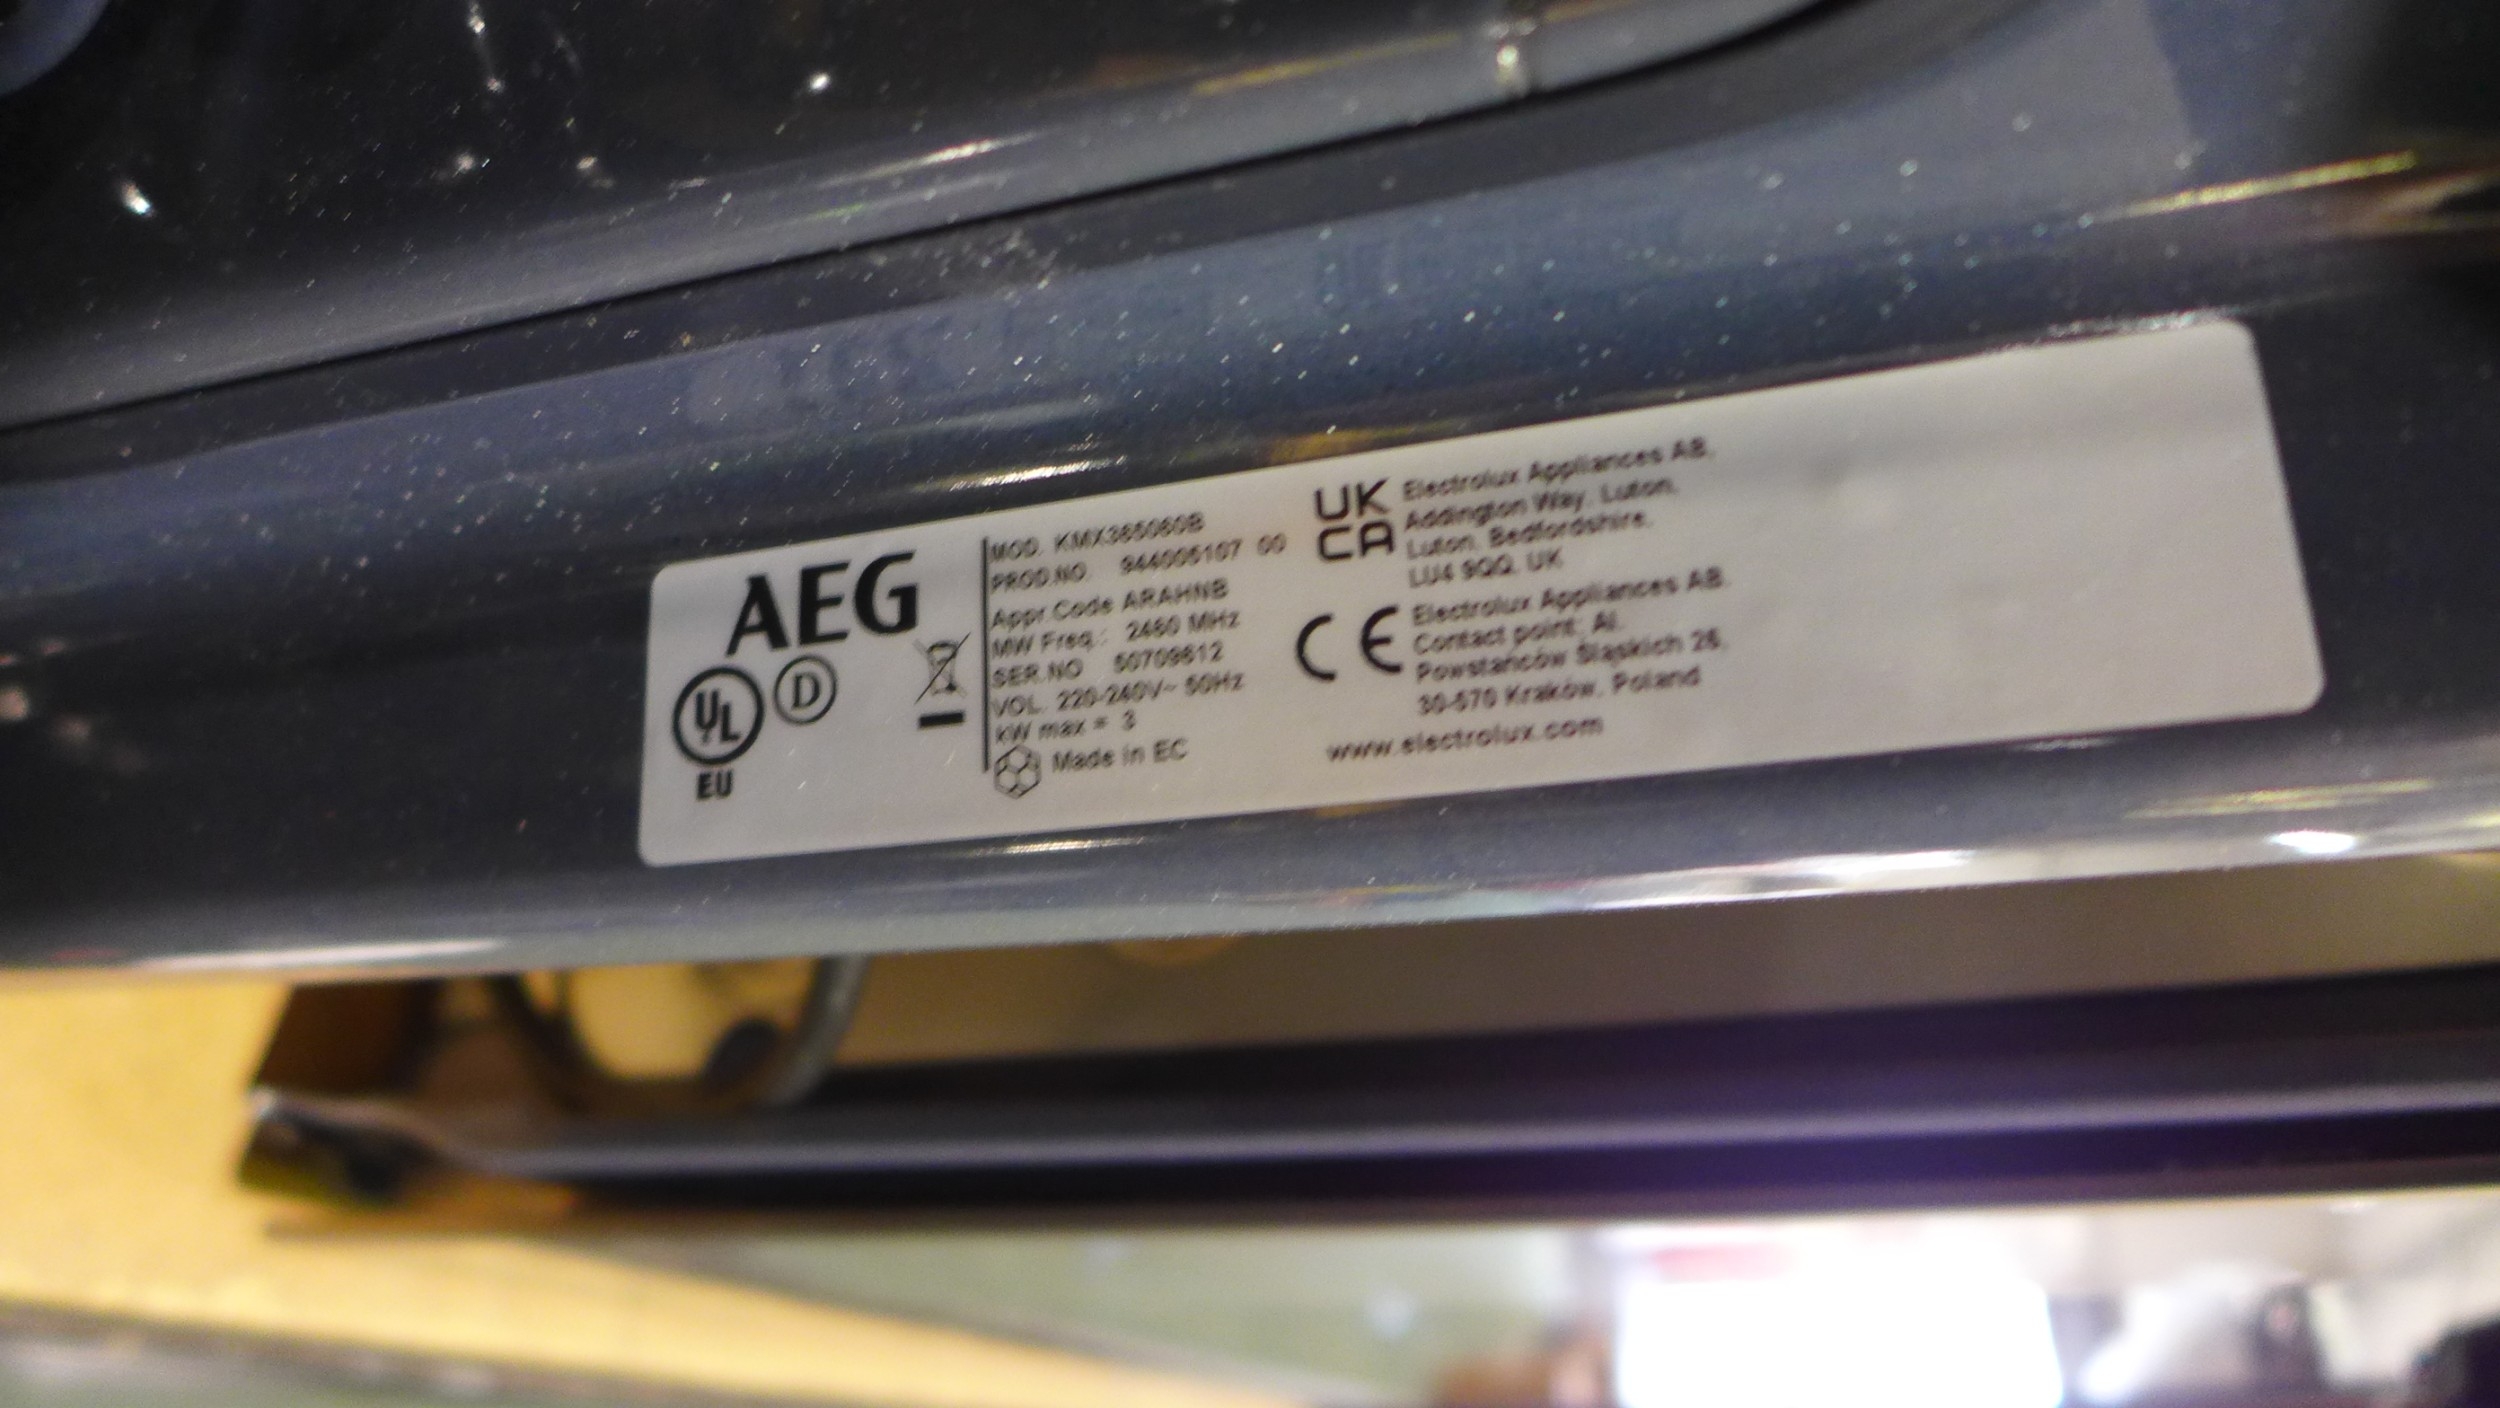 AEG
UL
EU
D
MOD. KMX365060B
PROD.NO. 944005107 00
Appr.Code ARAHNB
MW Freq.: 2460 MHz
SER.NO 50709612
VOL. 220-240V~ 50Hz
kW max = 3
Made in EC
UK
CA
Electrolux Appliances AB,
Addington Way, Luton,
Luton, Bedfordshire,
LU4 9QQ, UK
CE
Electrolux Appliances AB.
Contact point: Al.
Powstańców Śląskich 26,
30-570 Kraków, Poland
www.electrolux.com